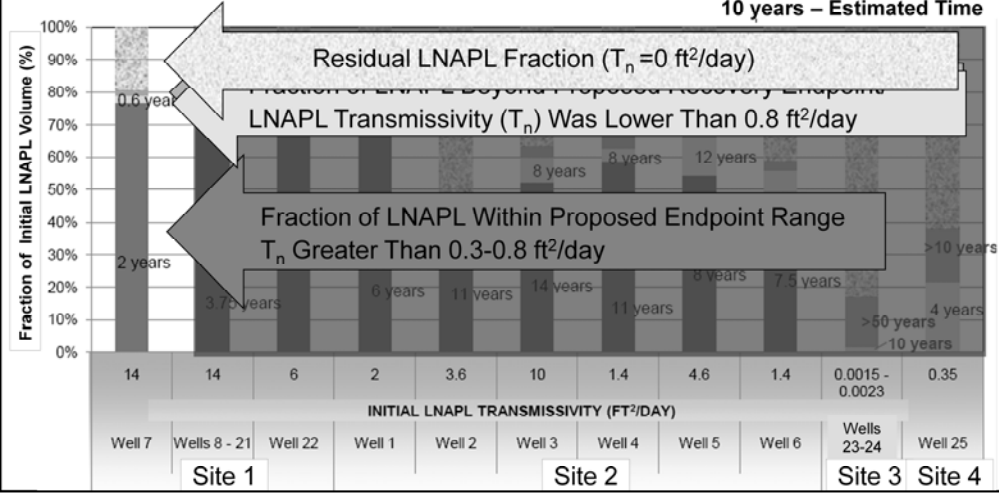 10 years – Estimated Time
Fraction of Initial LNAPL Volume (%)
100%
90%
80%
70%
60%
50%
40%
30%
20%
10%
0%
Residual LNAPL Fraction (Tn =0 ft²/day)
Fraction of LNAPL Beyond Proposed Recovery Endpoint
LNAPL Transmissivity (Tn) Was Lower Than 0.8 ft²/day
Fraction of LNAPL Within Proposed Endpoint Range
Tn Greater Than 0.3-0.8 ft²/day
0.6 year
2 years
3.75 years
6 years
11 years
8 years
14 years
8 years
11 years
12 years
8 years
7.5 years
>50 years
10 years
>10 years
4 years
14 14 6 2 3.6 10 1.4 4.6 1.4 0.0015 - 0.35
0.0023
INITIAL LNAPL TRANSMISSIVITY (FT²/DAY)
Well 7 Wells 8 - 21 Well 22 Well 1 Well 2 Well 3 Well 4 Well 5 Well 6 Wells Well 25
23-24
Site 1 Site 2 Site 3 Site 4